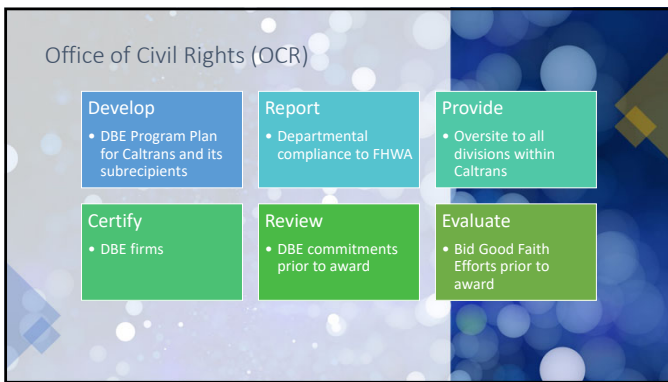 Office of Civil Rights (OCR)
Develop
• DBE Program Plan
for Caltrans and its
subrecipients
Report
• Departmental
compliance to FHWA
Provide
• Oversite to all
divisions within
Caltrans
Certify
• DBE firms
Review
• DBE commitments
prior to award
Evaluate
• Bid Good Faith
Efforts prior to
award